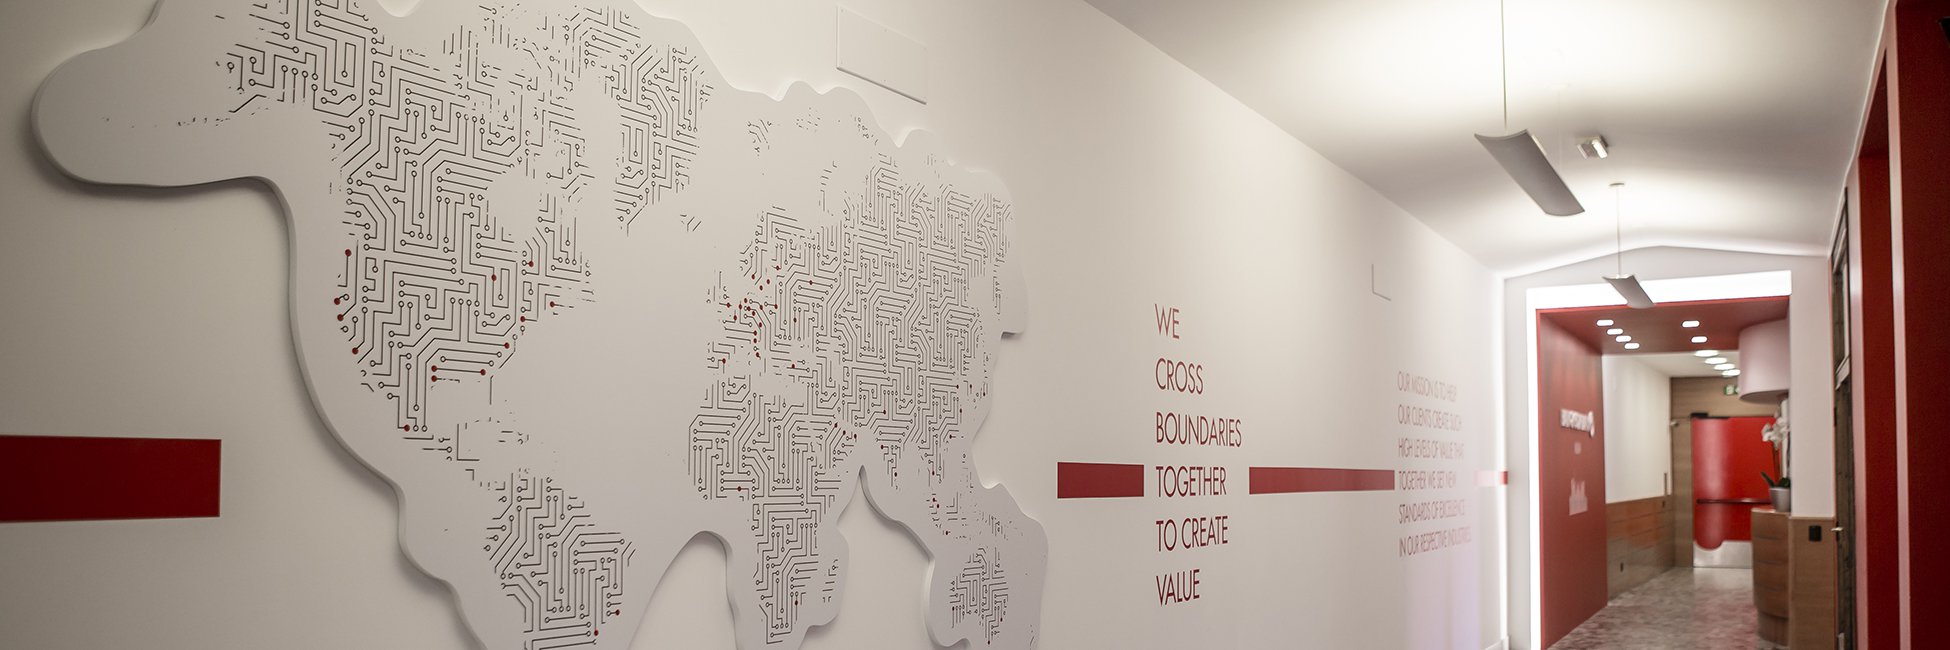 WE
CROSS
BOUNDARIES
TOGETHER
TO CREATE
VALUE
OUR MISSION IS TO HELP
OUR CLIENTS CREATE SUCH
HIGH LEVELS OF VALUE THAT
TOGETHER WE SET NEW
STANDARDS OF EXCELLENCE
IN OUR RESPECTIVE INDUSTRIES